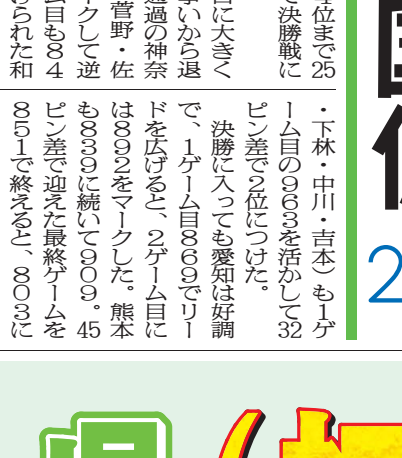 位まで25
決勝戦に
に大きく
いから退
通過の神奈
菅野・佐
クして逆
目も８４
られた和
・下林・中川・吉本）も１ゲ
ーム目の９６３を活かして32
ピン差で２位につけた。
　決勝に入っても愛知は好調
で、１ゲーム目８６９でリー
ドを広げると、２ゲーム目に
は８９２をマークした。熊本
も８３９に続いて９０９。45
ピン差で迎えた最終ゲームを
８５１で終えると、８０３に
2